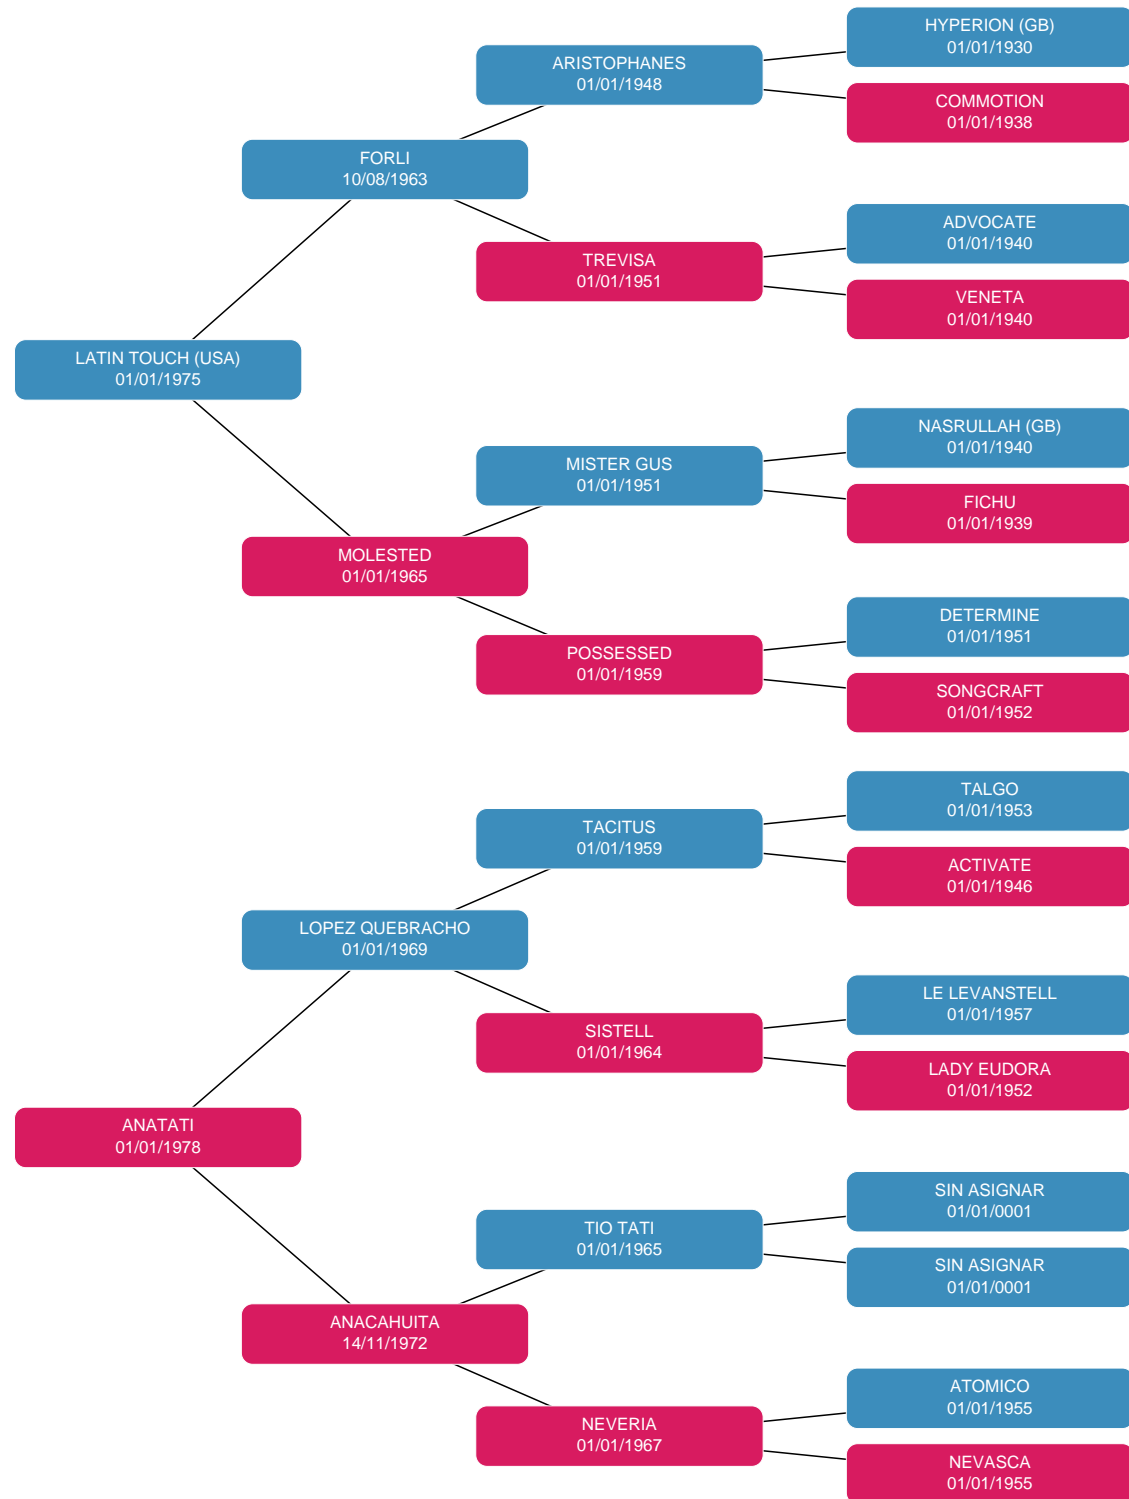 HYPERION (GB)
01/01/1930
ARISTOPHANES
01/01/1948
COMMOTION
01/01/1938
FORLI
10/08/1963
ADVOCATE
01/01/1940
TREVISA
01/01/1951
VENETA
01/01/1940
LATIN TOUCH (USA)
01/01/1975
NASRULLAH (GB)
01/01/1940
MISTER GUS
01/01/1951
FICHU
01/01/1939
MOLESTED
01/01/1965
DETERMINE
01/01/1951
POSSESSED
01/01/1959
SONGCRAFT
01/01/1952
TALGO
01/01/1953
TACITUS
01/01/1959
ACTIVATE
01/01/1946
LOPEZ QUEBRACHO
01/01/1969
LE LEVANSTELL
01/01/1957
SISTELL
01/01/1964
LADY EUDORA
01/01/1952
ANATATI
01/01/1978
SIN ASIGNAR
01/01/0001
TIO TATI
01/01/1965
SIN ASIGNAR
01/01/0001
ANACAHUITA
14/11/1972
ATOMICO
01/01/1955
NEVERIA
01/01/1967
NEVASCA
01/01/1955